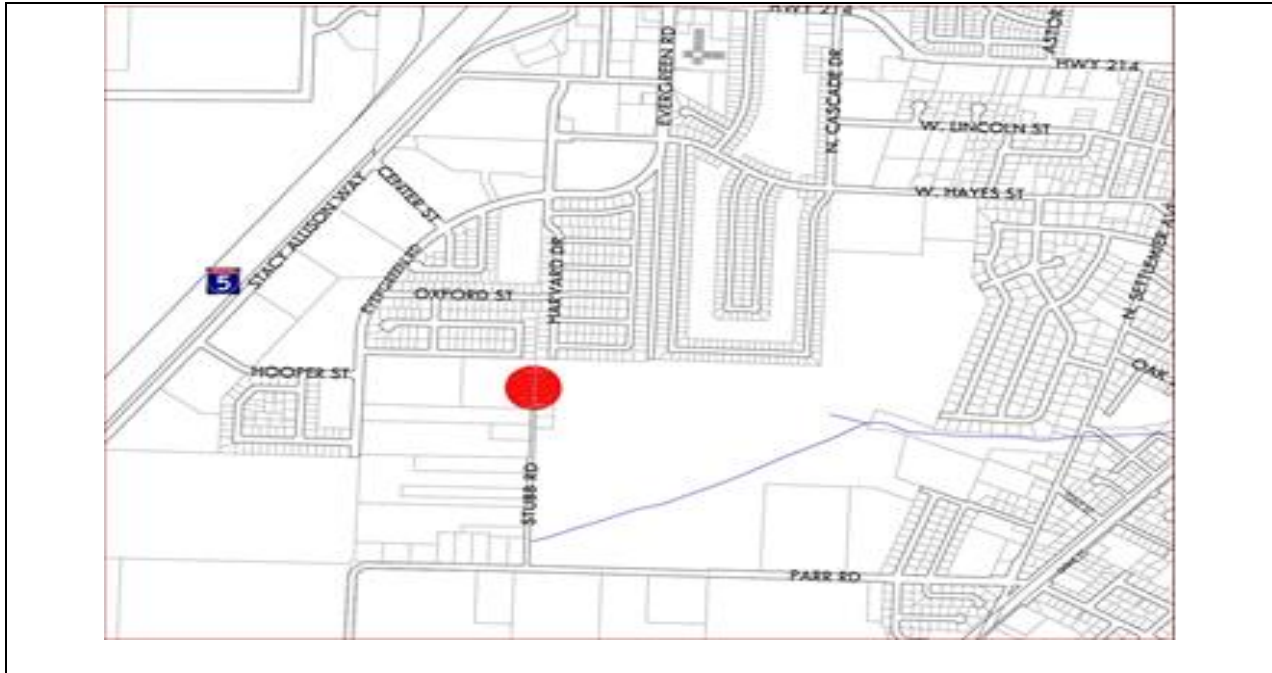 HWY 214
ASTOR
EVERGREEN RD
HWY 214
N. CASCADE DR
W. LINCOLN ST
CENTER ST
STACY ALLISON WAY
W. HAYES ST
5
EVERGREEN RD
HARVARD DR
OXFORD ST
N. SETTLEMIER AVE
HOOPER ST
OAK
STUBB RD
PARR RD